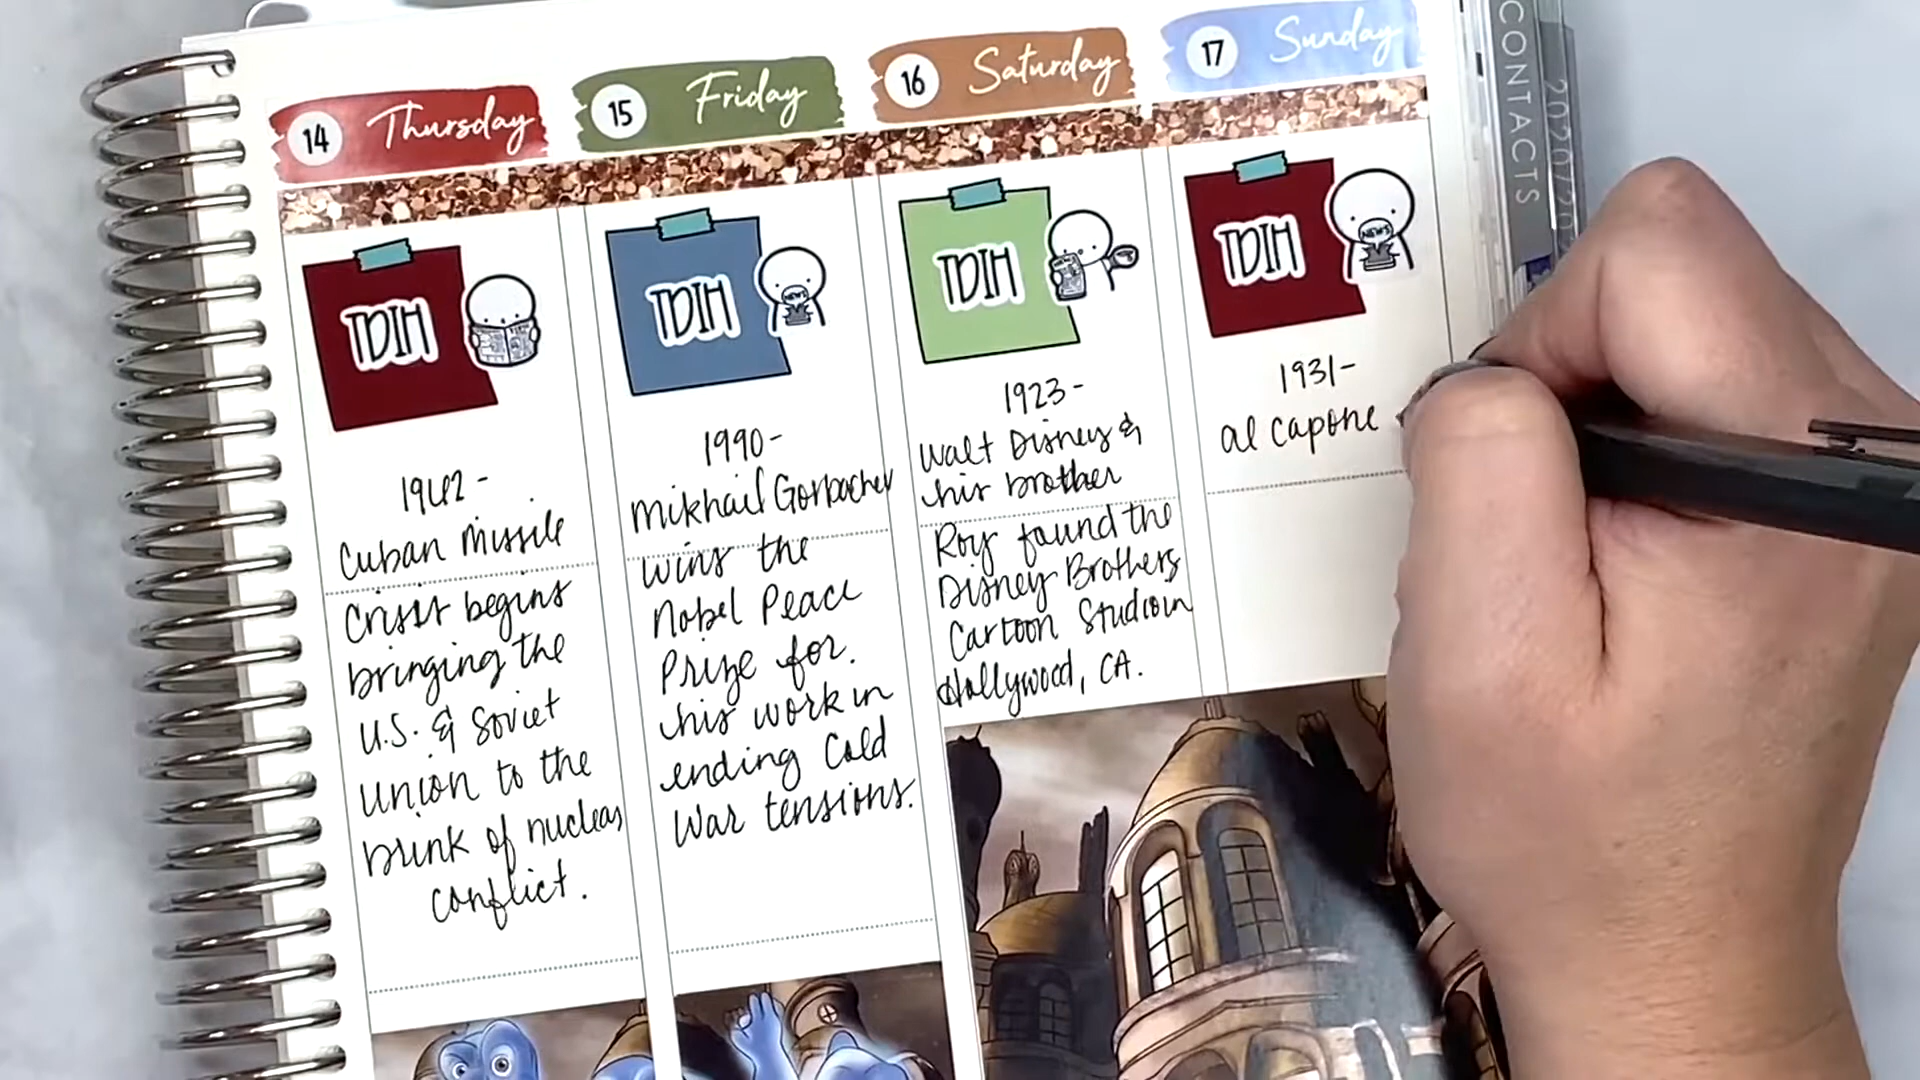 14 Thursday
TDIH
1962-
Cuban Missile
Crisis begins
bringing the
U.S. & Soviet
Union to the
brink of nuclear
conflict.
15 Friday
TDIH
NEWS
1990-
Mikhail Gorbachev
wins the
Nobel Peace
Prize for
his work in
ending Cold
War tensions.
16 Saturday
TDIH
1923-
Walt Disney &
his brother
Roy found the
Disney Brothers
Cartoon Studio in
Hollywood, CA.
17 Sunday
TDIH
NEWS
1931-
Al Capone
CONTACTS